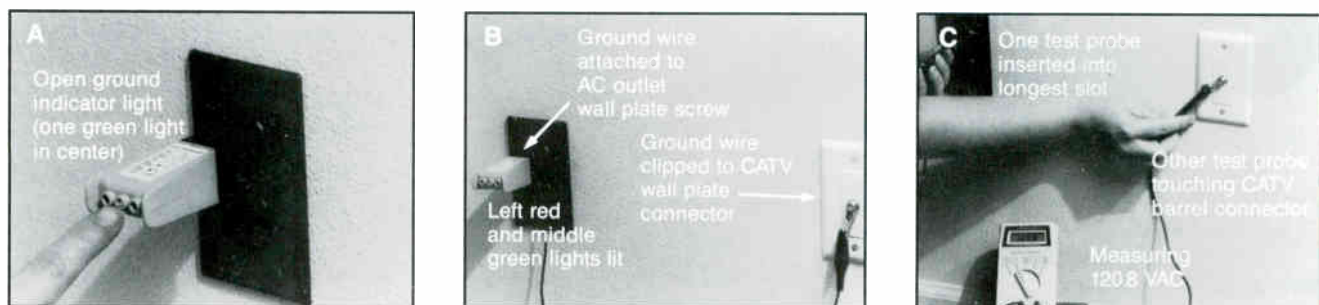 A
Open ground
indicator light
(one green light
in center)
B
Ground wire
attached to
AC outlet
wall plate screw
Ground wire
clipped to CATV
wall plate
connector
Left red
and middle
green lights lit
C
One test probe
inserted into
longest slot
Other test probe
touching CATV
barrel connector
Measuring
120.8 VAC